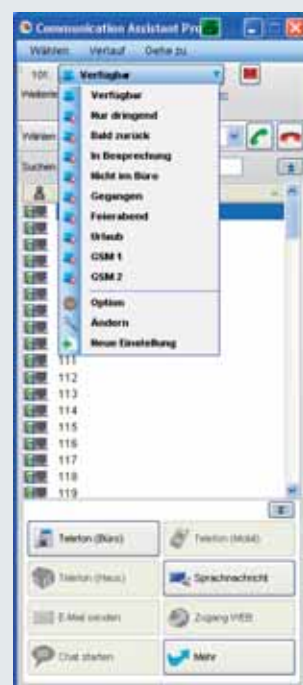 Communication Assistant Pro
Wählen Verlauf Gehe zu
101 Verfügbar
Verfügbar
Wählen
Nur dringend
Bald zurück
Suchen
In Besprechung
Nicht im Büro
Gegangen
Feierabend
Urlaub
GSM 1
GSM 2
Option
Ändern
Neue Einstellung
111
112
113
114
115
116
117
118
119
Telefon (Büro) Telefon (Mobil)
Telefon (Haus) Sprachnachricht
E-Mail senden Zugang WEB
Chat starten Mehr